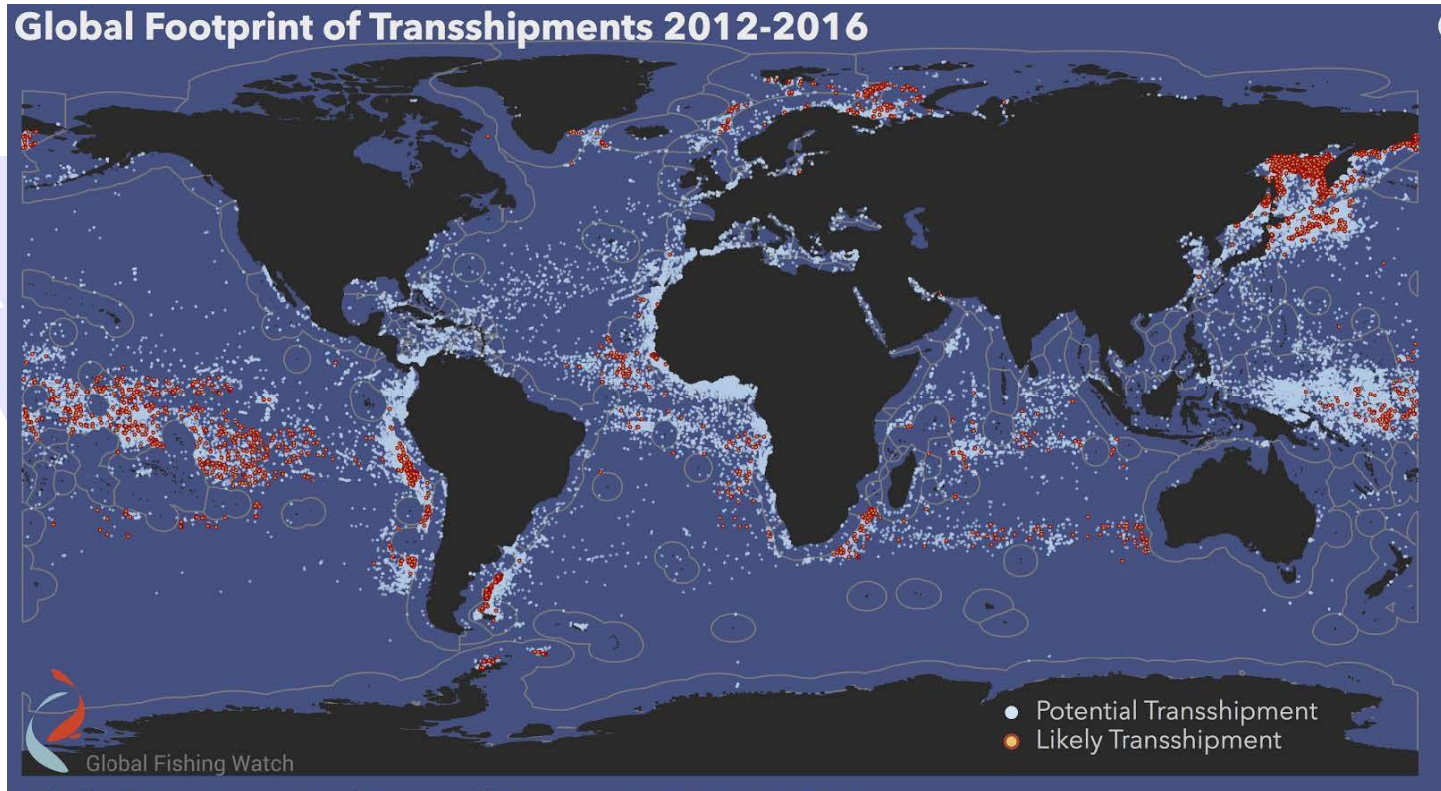 Global Footprint of Transshipments 2012-2016
Potential Transshipment
Likely Transshipment
Global Fishing Watch